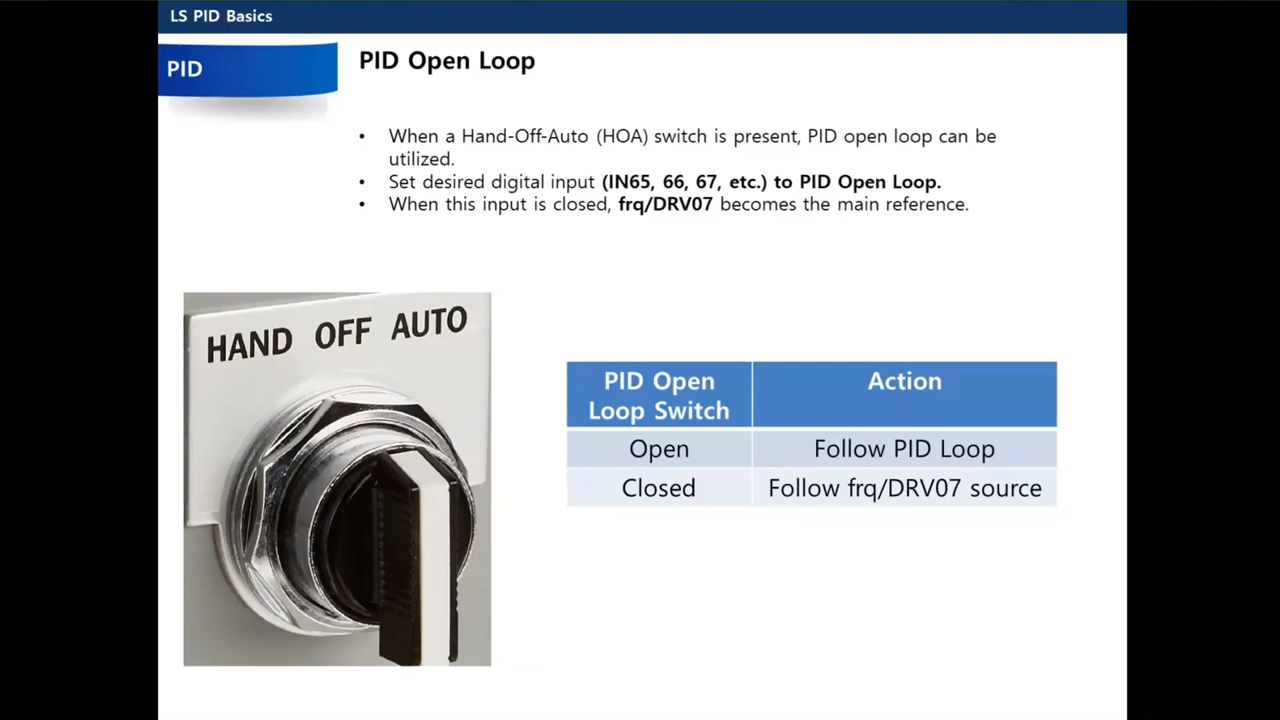 LS PID Basics
PID
PID Open Loop
• When a Hand-Off-Auto (HOA) switch is present, PID open loop can be
utilized.
• Set desired digital input (IN65, 66, 67, etc.) to PID Open Loop.
• When this input is closed, frq/DRV07 becomes the main reference.
HAND OFF AUTO
PID Open
Loop Switch
Action
Open
Follow PID Loop
Closed
Follow frq/DRV07 source